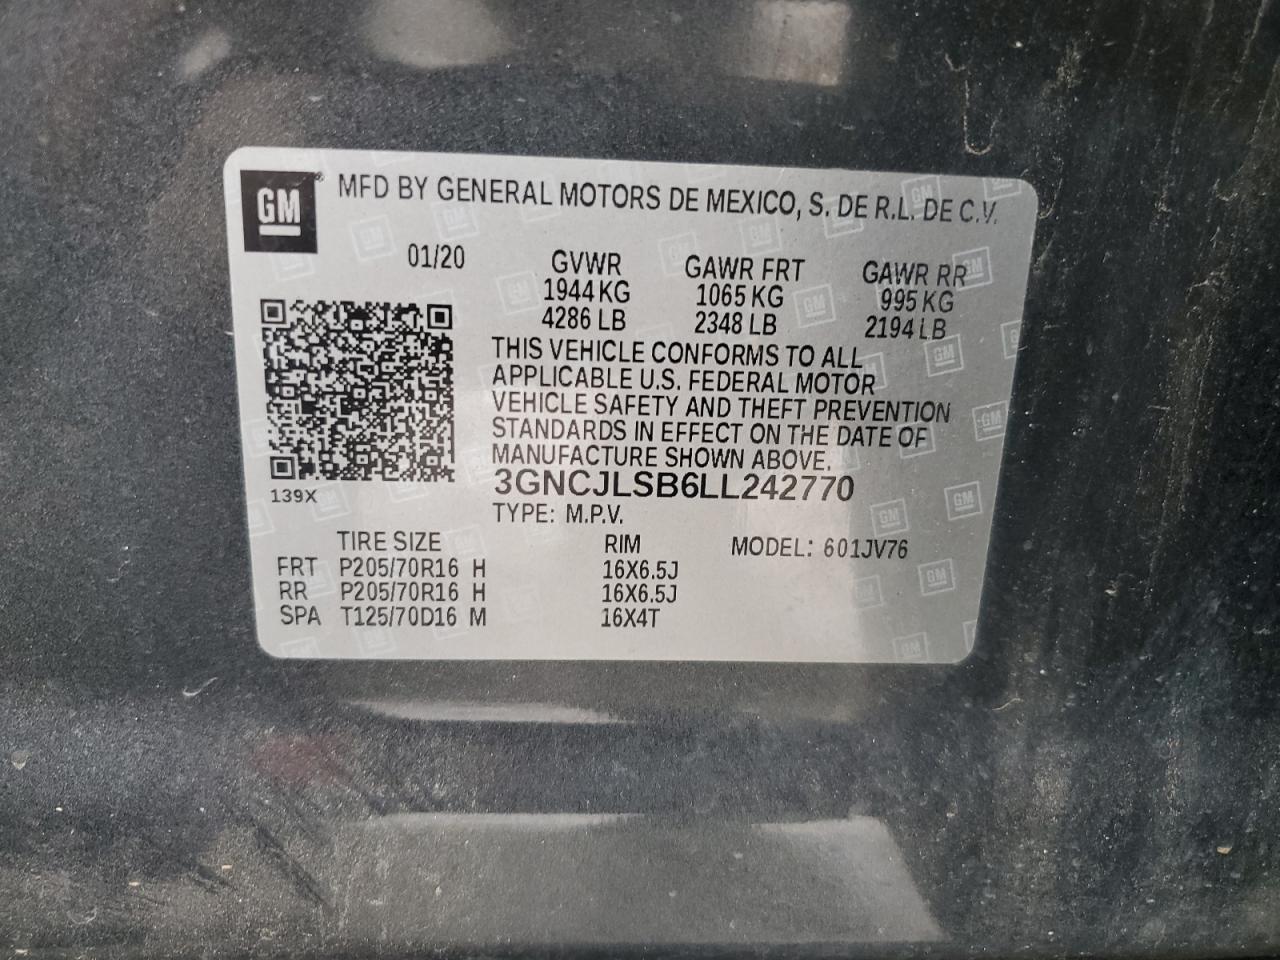 GM ® MFD BY GENERAL MOTORS DE MEXICO, S. DE R.L. DE C.V.
01/20 GVWR GAWR FRT GAWR RR
1944 KG 1065 KG 995 KG
4286 LB 2348 LB 2194 LB
THIS VEHICLE CONFORMS TO ALL
APPLICABLE U.S. FEDERAL MOTOR
VEHICLE SAFETY AND THEFT PREVENTION
STANDARDS IN EFFECT ON THE DATE OF
MANUFACTURE SHOWN ABOVE.
139X
3GNCJLSB6LL242770
TYPE: M.P.V.
TIRE SIZE RIM MODEL: 601JV76
FRT P205/70R16 H 16X6.5J
RR P205/70R16 H 16X6.5J
SPA T125/70D16 M 16X4T